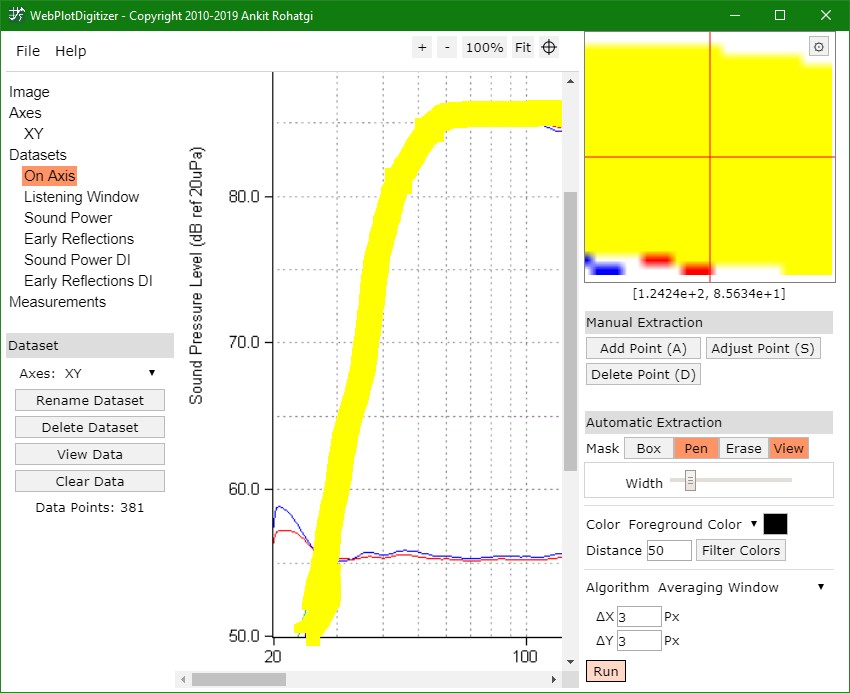 WebPlotDigitizer - Copyright 2010-2019 Ankit Rohatgi
File Help
+ - 100% Fit
Image
Axes
XY
Datasets
On Axis
Listening Window
Sound Power
Early Reflections
Sound Power DI
Early Reflections DI
Measurements
Dataset
Axes: XY
Rename Dataset
Delete Dataset
View Data
Clear Data
Data Points: 381
Sound Pressure Level (dB ref 20uPa)
80.0
70.0
60.0
50.0
20 100
[1.2424e+2, 8.5634e+1]
Manual Extraction
Add Point (A) Adjust Point (S)
Delete Point (D)
Automatic Extraction
Mask Box Pen Erase View
Width
Color Foreground Color
Distance 50 Filter Colors
Algorithm Averaging Window
ΔX 3 Px
ΔY 3 Px
Run